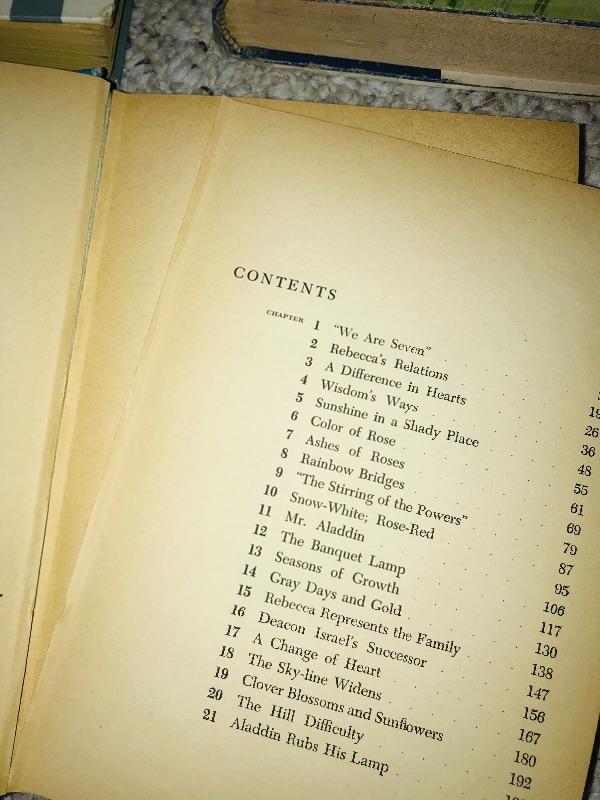 CONTENTS
CHAPTER 1 "We Are Seven"
2 Rebecca's Relations 19
3 A Difference in Hearts 26
4 Wisdom's Ways 36
5 Sunshine in a Shady Place 48
6 Color of Rose 55
7 Ashes of Roses 61
8 Rainbow Bridges 69
9 "The Stirring of the Powers" 79
10 Snow-White; Rose-Red 87
11 Mr. Aladdin 95
12 The Banquet Lamp 106
13 Seasons of Growth 117
14 Gray Days and Gold 130
15 Rebecca Represents the Family 138
16 Deacon Israel's Successor 147
17 A Change of Heart 156
18 The Sky-line Widens 167
19 Clover Blossoms and Sunflowers 180
20 The Hill Difficulty 192
21 Aladdin Rubs His Lamp